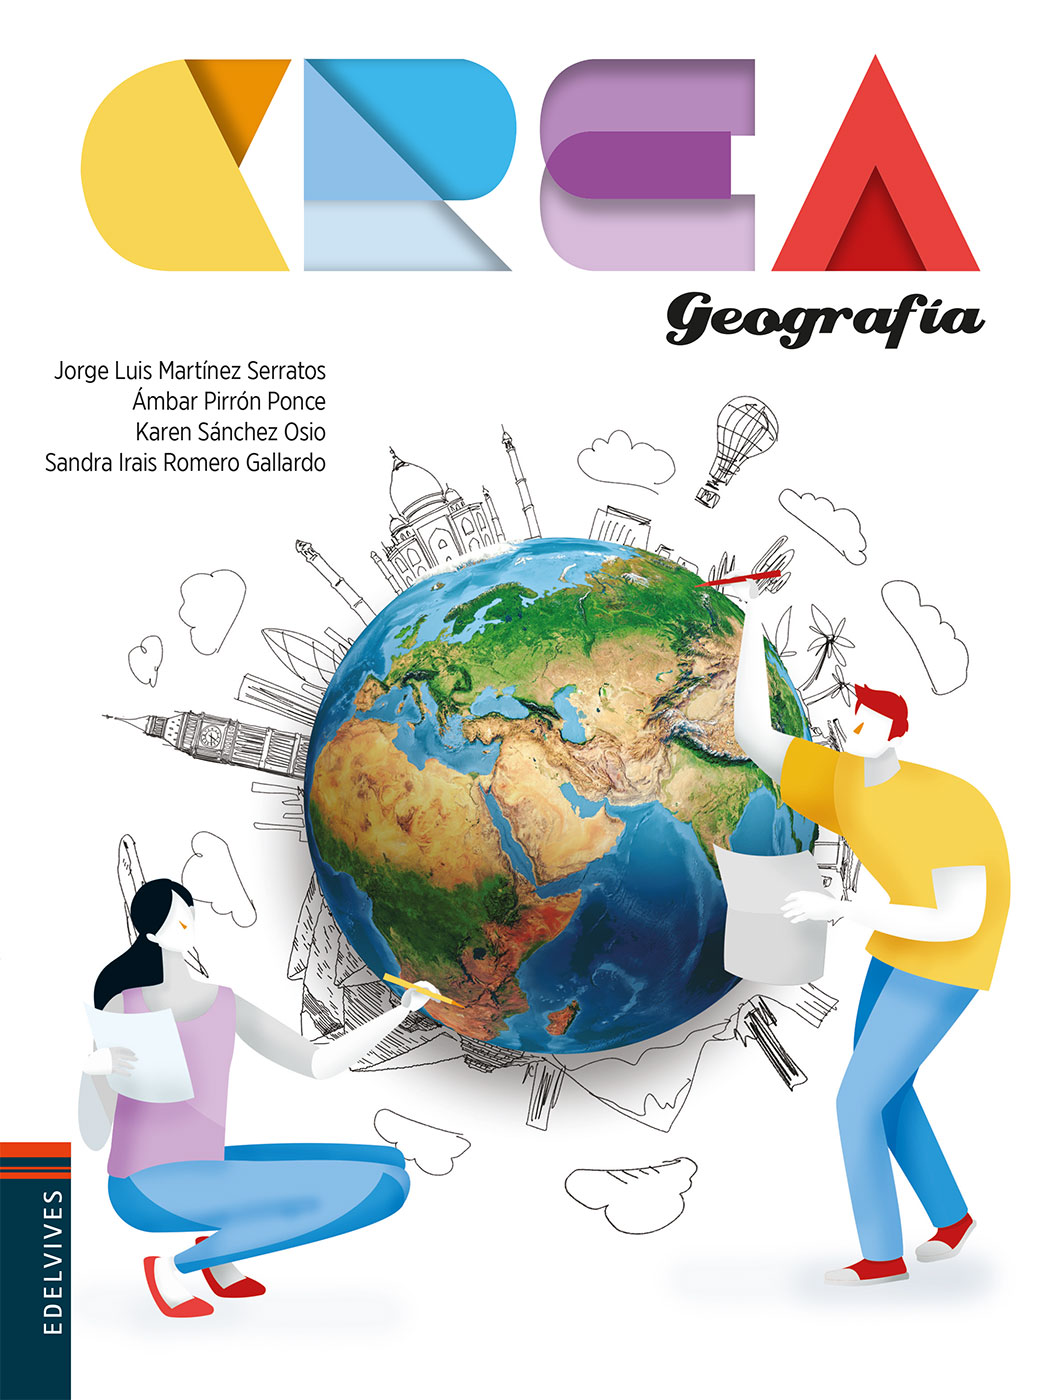 CREA
Geografía
Jorge Luis Martínez Serratos
Ámbar Pirrón Ponce
Karen Sánchez Osio
Sandra Irais Romero Gallardo
EDELVIVES